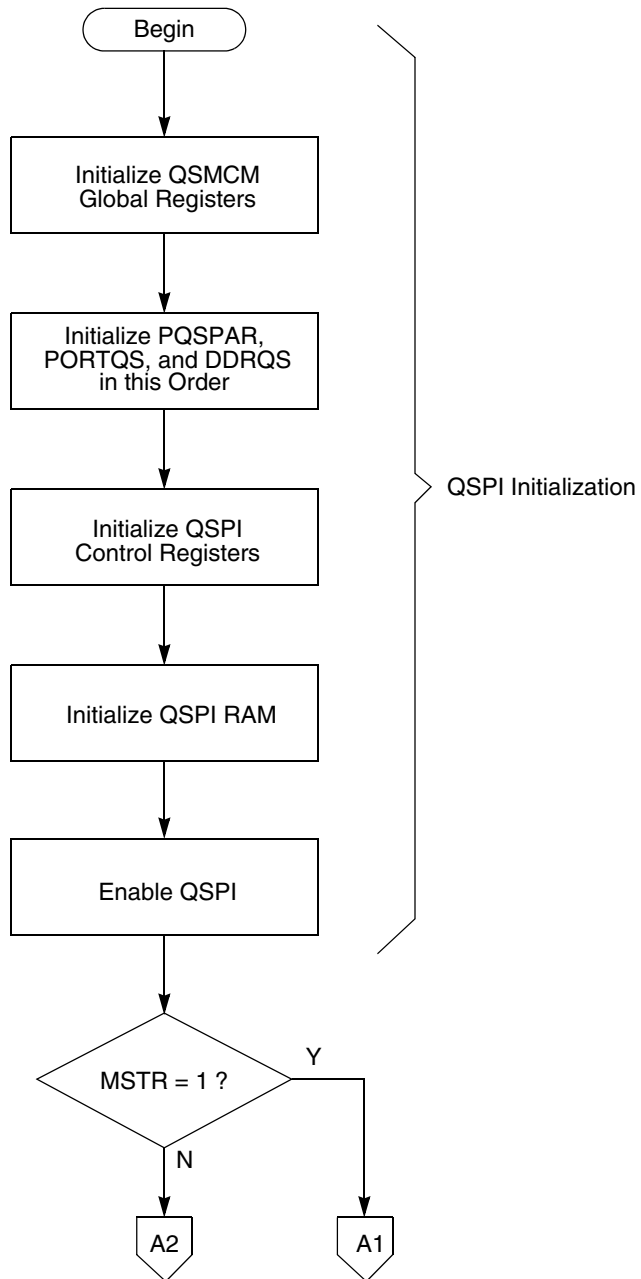 Begin
Initialize QSMCM
Global Registers
Initialize PQSPAR,
PORTQS, and DDRQS
in this Order
QSPI Initialization
Initialize QSPI
Control Registers
Initialize QSPI RAM
Enable QSPI
MSTR = 1 ?
Y
N
A2
A1